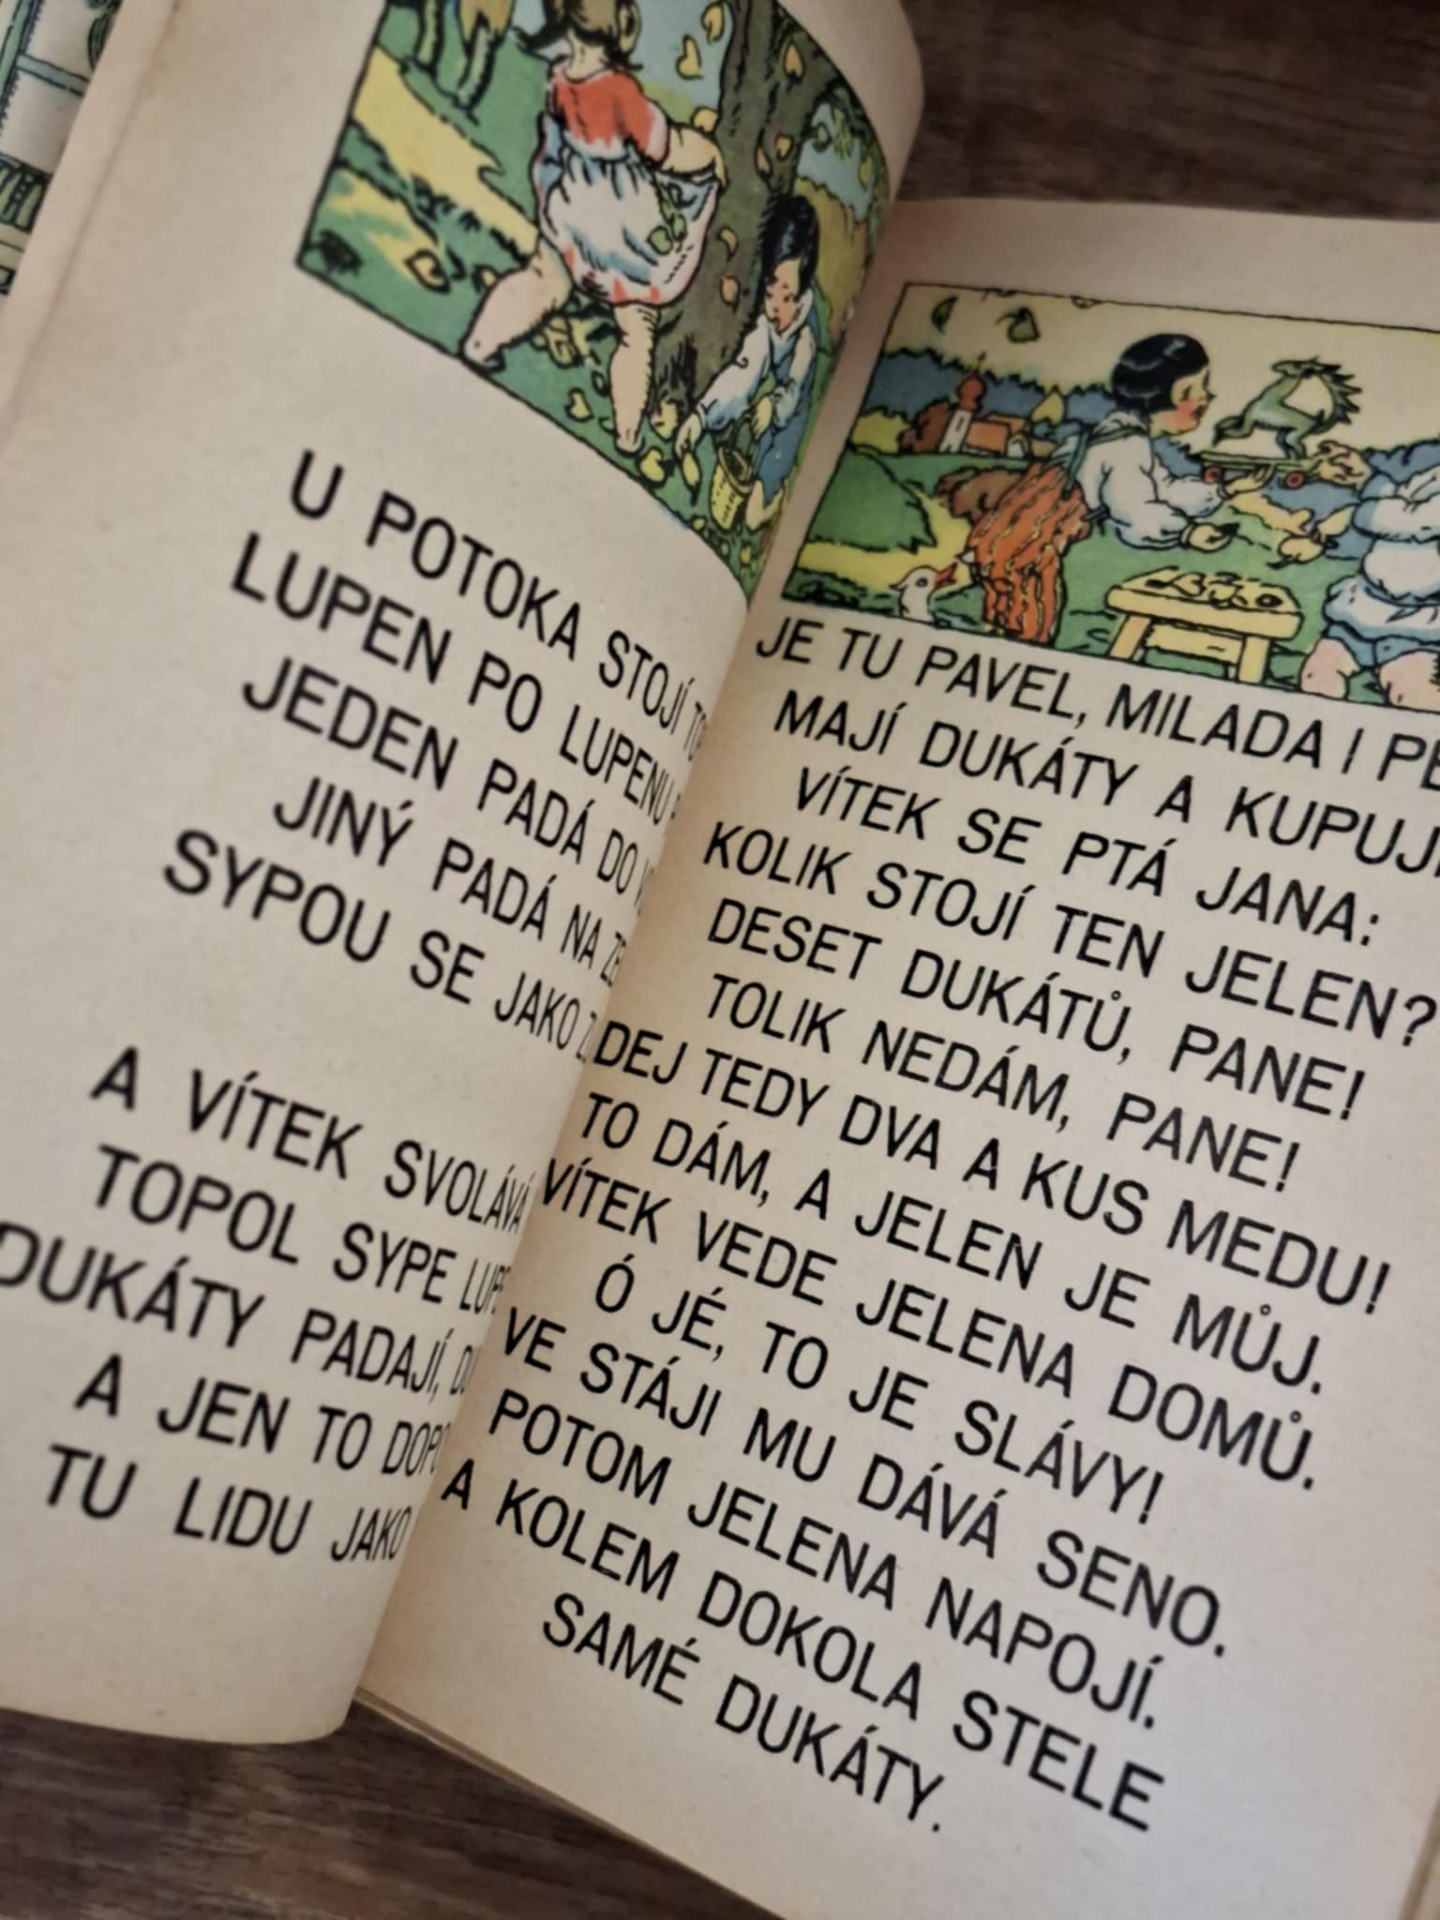 U POTOKA STOJÍ
LUPEN PO LUPENU
JEDEN PADÁ DO
JINÝ PADÁ NA
SYPOU SE JAKO
A VÍTEK SVOLÁVÁ
TOPOL SYPE
DUKÁTY PADAJÍ,
A JEN TO
TU LIDU JAKO
JE TU PAVEL, MILADA I
MAJÍ DUKÁTY A
VÍTEK SE PTÁ JANA:
KOLIK STOJÍ TEN JELEN?
DESET DUKÁTŮ, PANE!
TOLIK NEDÁM, PANE!
DEJ TEDY DVA A KUS MEDU!
TO DÁM, A JELEN JE MŮJ.
VÍTEK VEDE JELENA DOMŮ.
Ó JÉ, TO JE SLÁVY!
VE STÁJI MU DÁVÁ SENO.
POTOM JELENA NAPOJÍ.
A KOLEM DOKOLA STELE
SAMÉ DUKÁTY.